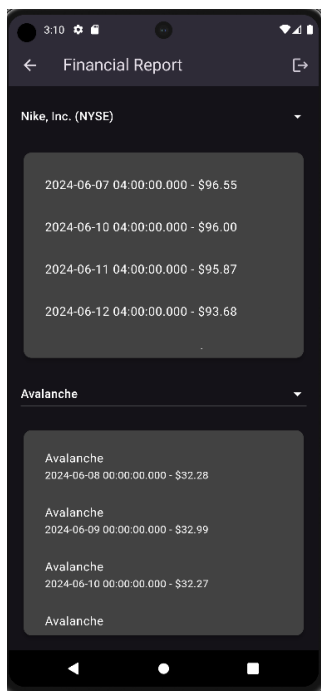 3:10
Financial Report
Nike, Inc. (NYSE)
2024-06-07 04:00:00.000 - $96.55
2024-06-10 04:00:00.000 - $96.00
2024-06-11 04:00:00.000 - $95.87
2024-06-12 04:00:00.000 - $93.68
Avalanche
Avalanche
2024-06-08 00:00:00.000 - $32.28
Avalanche
2024-06-09 00:00:00.000 - $32.99
Avalanche
2024-06-10 00:00:00.000 - $32.27
Avalanche